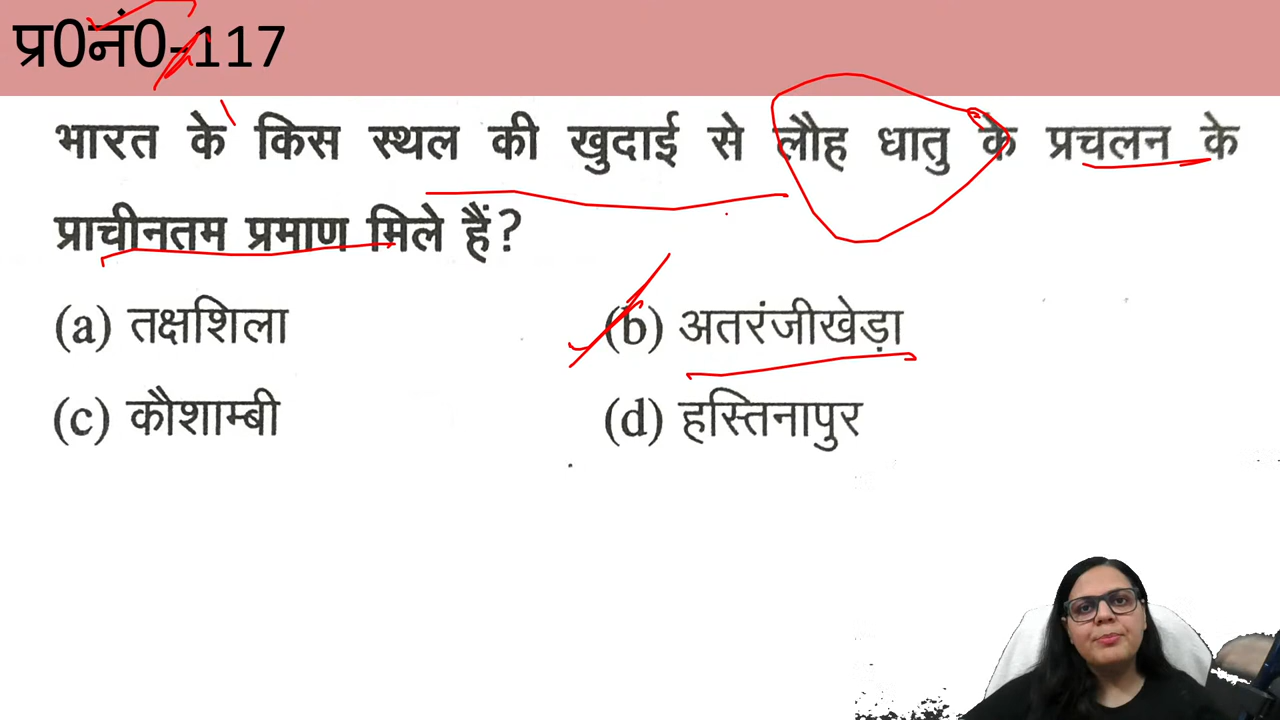 प्र0नं0-117
भारत के किस स्थल की खुदाई से लौह धातु के प्रचलन के
प्राचीनतम प्रमाण मिले हैं?
(a) तक्षशिला (b) अतरंजीखेड़ा
(c) कौशाम्बी (d) हस्तिनापुर